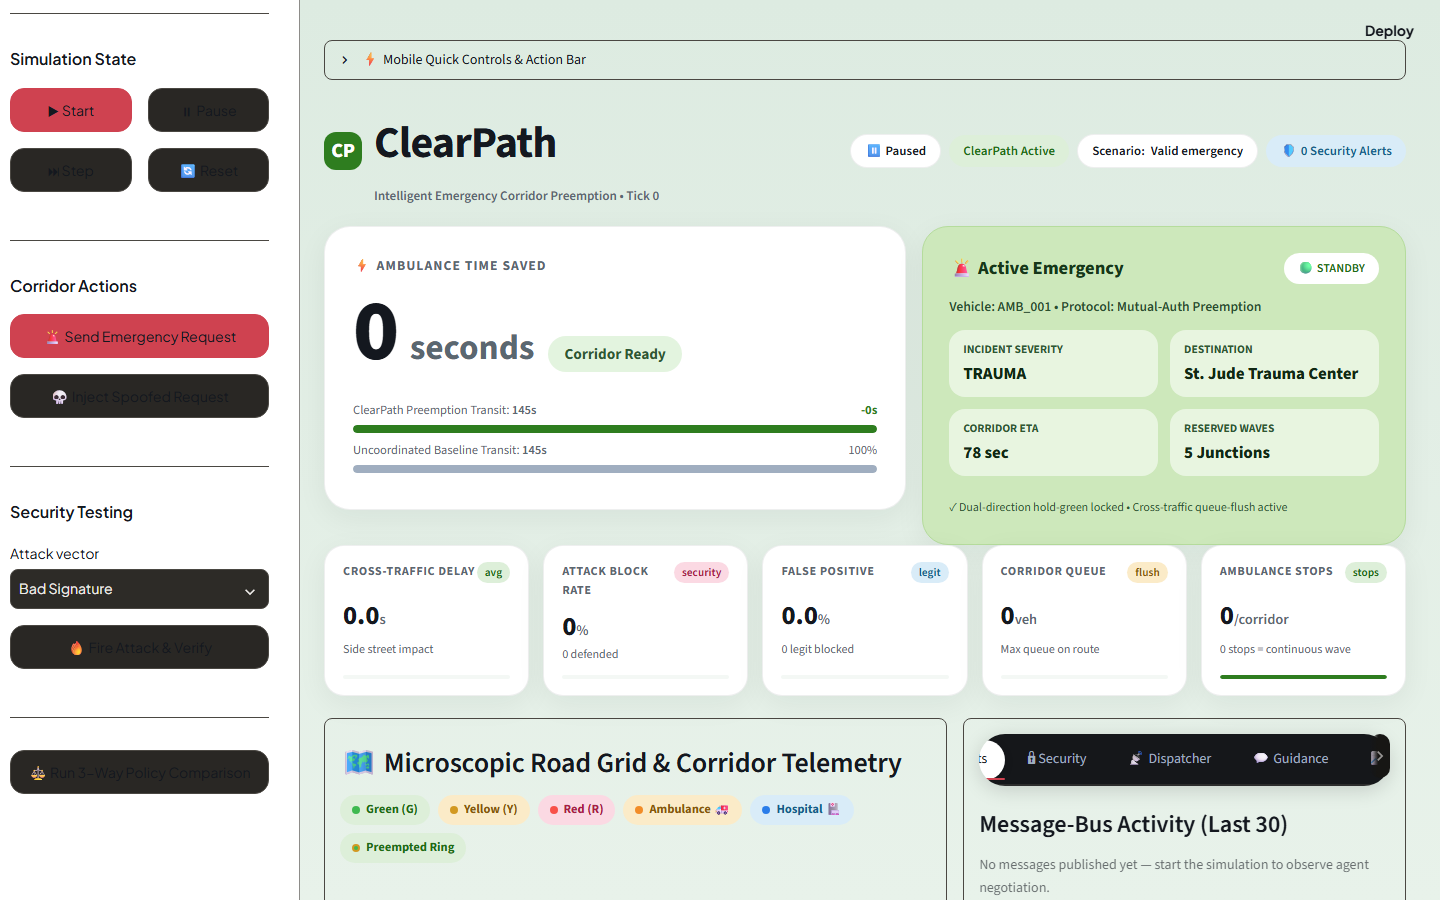 Simulation State
▶ Start
⏸ Pause
⏭ Step
🔄 Reset
Corridor Actions
🚨 Send Emergency Request
💀 Inject Spoofed Request
Security Testing
Attack vector
Bad Signature
🔥 Fire Attack & Verify
⚖️ Run 3-Way Policy Comparison
Deploy
⚡ Mobile Quick Controls & Action Bar
CP ClearPath
Intelligent Emergency Corridor Preemption • Tick 0
⏸ Paused
ClearPath Active
Scenario: Valid emergency
🛡️ 0 Security Alerts
⚡ AMBULANCE TIME SAVED
0 seconds Corridor Ready
ClearPath Preemption Transit: 145s -0s
Uncoordinated Baseline Transit: 145s 100%
🚨 Active Emergency
STANDBY
Vehicle: AMB_001 • Protocol: Mutual-Auth Preemption
INCIDENT SEVERITY
TRAUMA
DESTINATION
St. Jude Trauma Center
CORRIDOR ETA
78 sec
RESERVED WAVES
5 Junctions
✓ Dual-direction hold-green locked • Cross-traffic queue-flush active
CROSS-TRAFFIC DELAY avg
0.0s
Side street impact
ATTACK BLOCK
RATE
security
0%
0 defended
FALSE POSITIVE legit
0.0%
0 legit blocked
CORRIDOR QUEUE flush
0veh
Max queue on route
AMBULANCE STOPS stops
0/corridor
0 stops = continuous wave
🗺️ Microscopic Road Grid & Corridor Telemetry
Green (G)
Yellow (Y)
Red (R)
Ambulance 🚑
Hospital 🏥
Preempted Ring
ts
🔒 Security
📡 Dispatcher
💬 Guidance
Message-Bus Activity (Last 30)
No messages published yet — start the simulation to observe agent
negotiation.